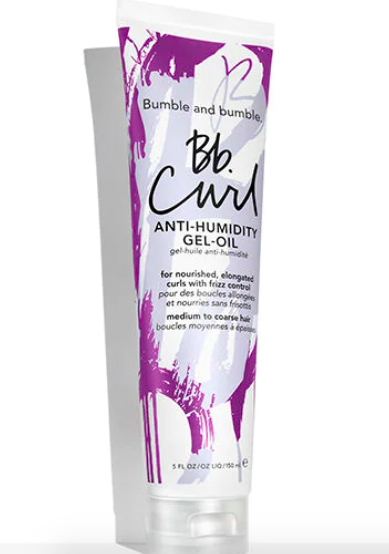 Bumble and bumble.
Bb.
Curl
ANTI-HUMIDITY
GEL-OIL
gel-huile anti-humidité
for nourished, elongated
curls with frizz control
pour des boucles allongées
et nourries sans frisottis
medium to coarse hair
boucles moyennes à épaisses
5 FL OZ/OZ LIQ/150 ml e